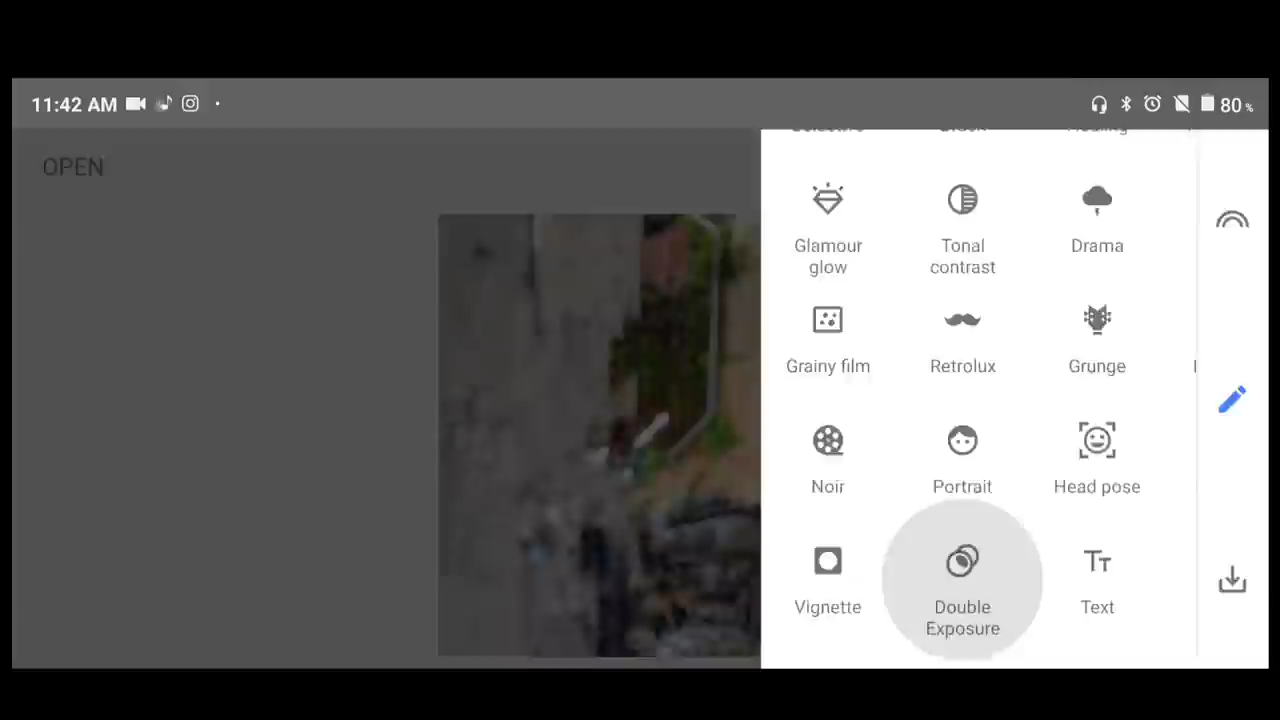 11:42 AM
80%
OPEN
Glamour glow
Tonal contrast
Drama
Grainy film
Retrolux
Grunge
Noir
Portrait
Head pose
Vignette
Double Exposure
Text